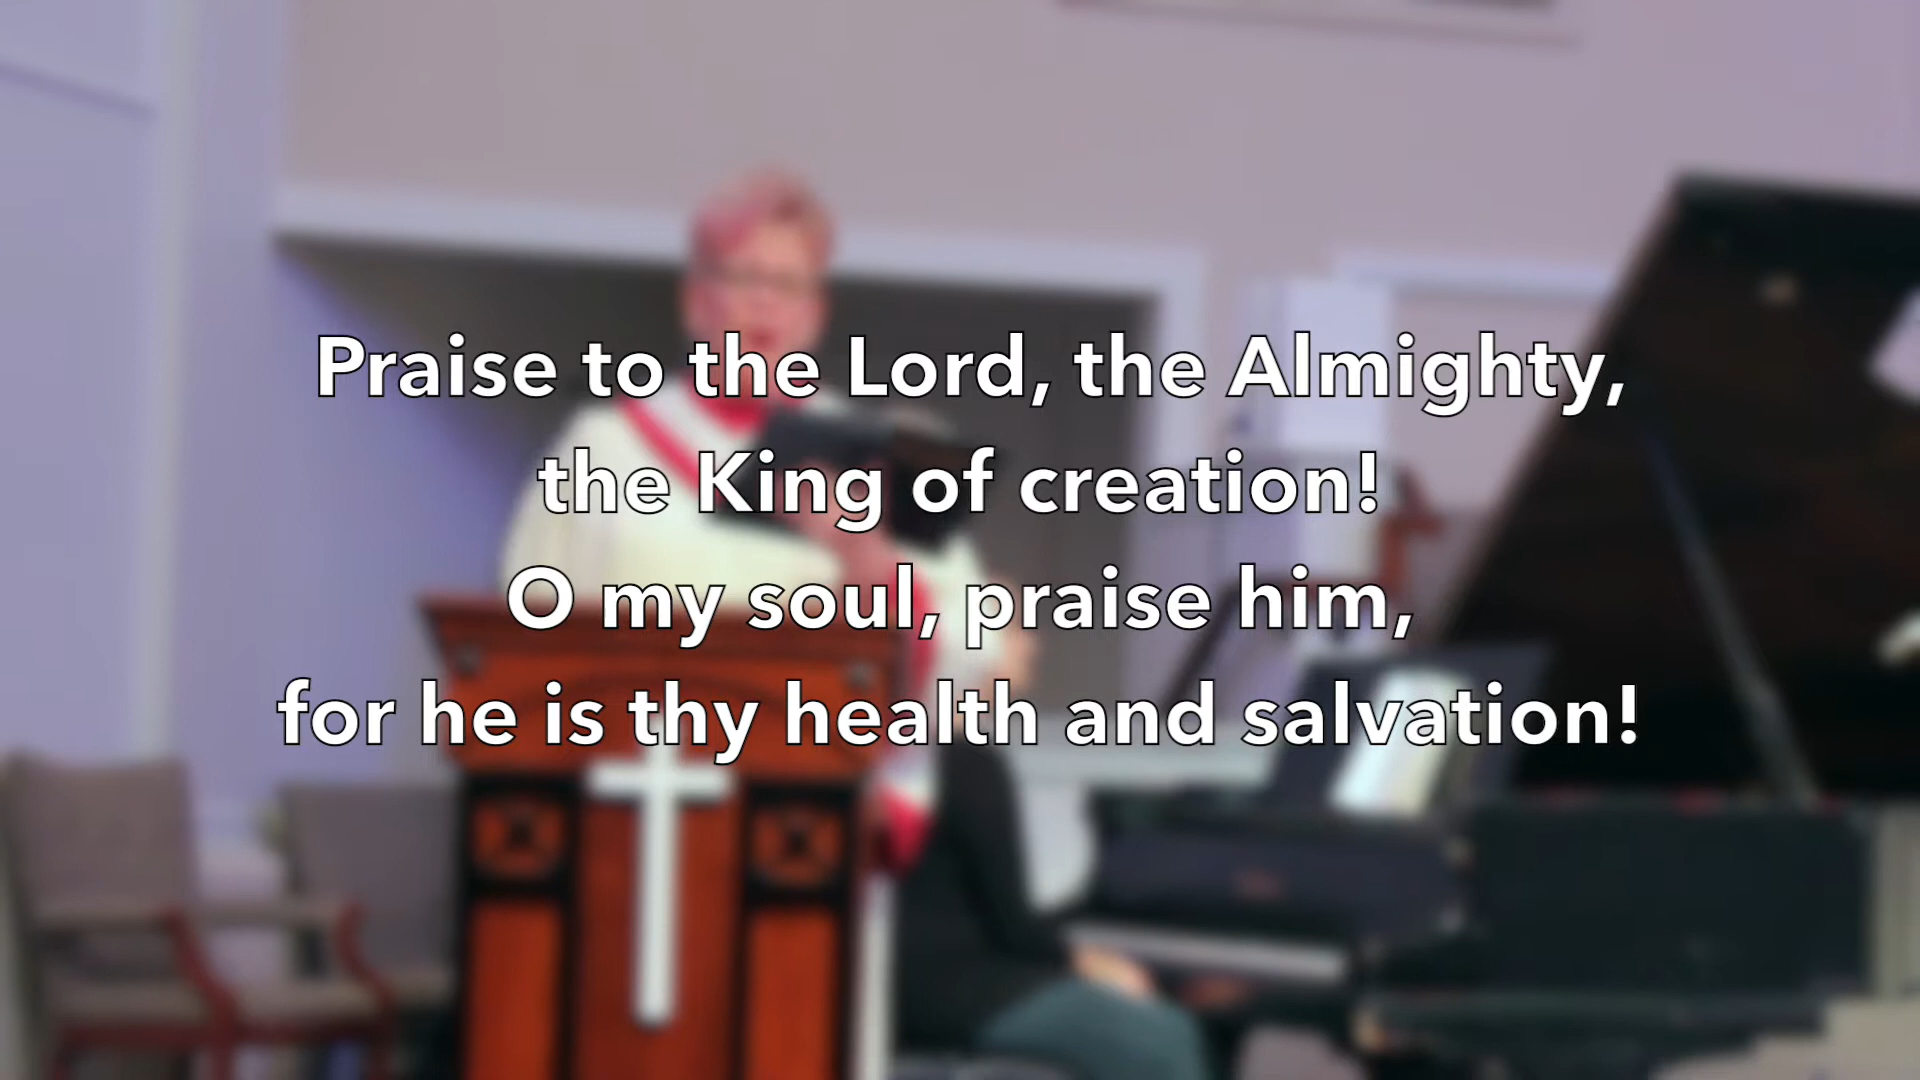 Praise to the Lord, the Almighty,
the King of creation!
O my soul, praise him,
for he is thy health and salvation!